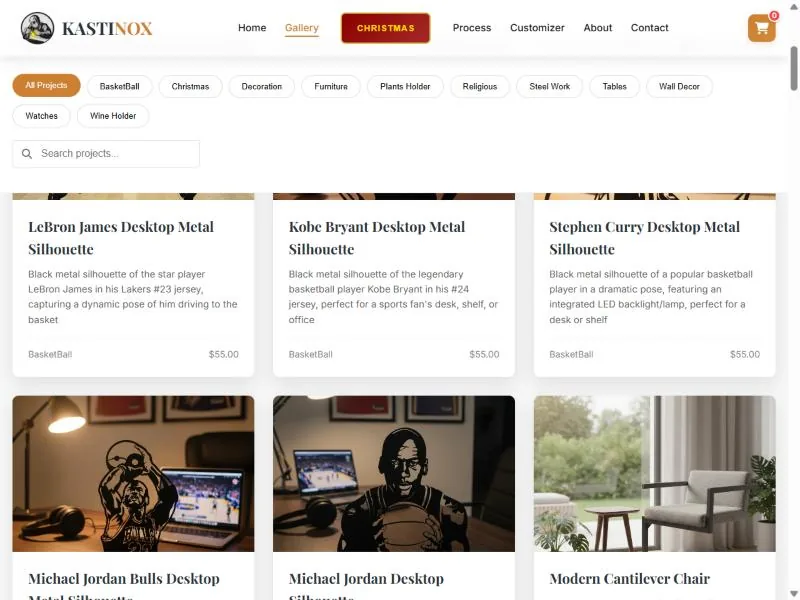 KASTINOX
Home
Gallery
CHRISTMAS
Process
Customizer
About
Contact
0
All Projects
BasketBall
Christmas
Decoration
Furniture
Plants Holder
Religious
Steel Work
Tables
Wall Decor
Watches
Wine Holder
Search projects...
LeBron James Desktop Metal
Silhouette
Black metal silhouette of the star player
LeBron James in his Lakers #23 jersey,
capturing a dynamic pose of him driving to the
basket
BasketBall
$55.00
Kobe Bryant Desktop Metal
Silhouette
Black metal silhouette of the legendary
basketball player Kobe Bryant in his #24
jersey, perfect for a sports fan's desk, shelf, or
office
BasketBall
$55.00
Stephen Curry Desktop Metal
Silhouette
Black metal silhouette of a popular basketball
player in a dramatic pose, featuring an
integrated LED backlight/lamp, perfect for a
desk or shelf
BasketBall
$55.00
Michael Jordan Bulls Desktop
Metal Silhouette
Michael Jordan Desktop
Metal Silhouette
Modern Cantilever Chair